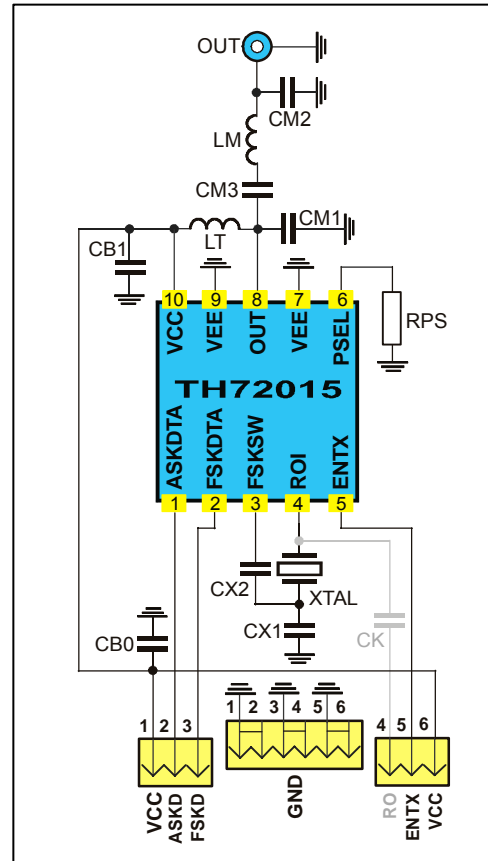 OUT
CM2
LM
CM3
CM1
CB1
LT
10 9 8 7 6
RPS
VCC VEE OUT VEE PSEL
TH72015
ASKDTA FSKDTA FSKSW ROI ENTX
1 2 3 4 5
CX2
XTAL
CB0
CX1
CK
1 2 3
1 2 3 4 5 6
4 5 6
VCC ASKD FSKD
GND
RO ENTX VCC